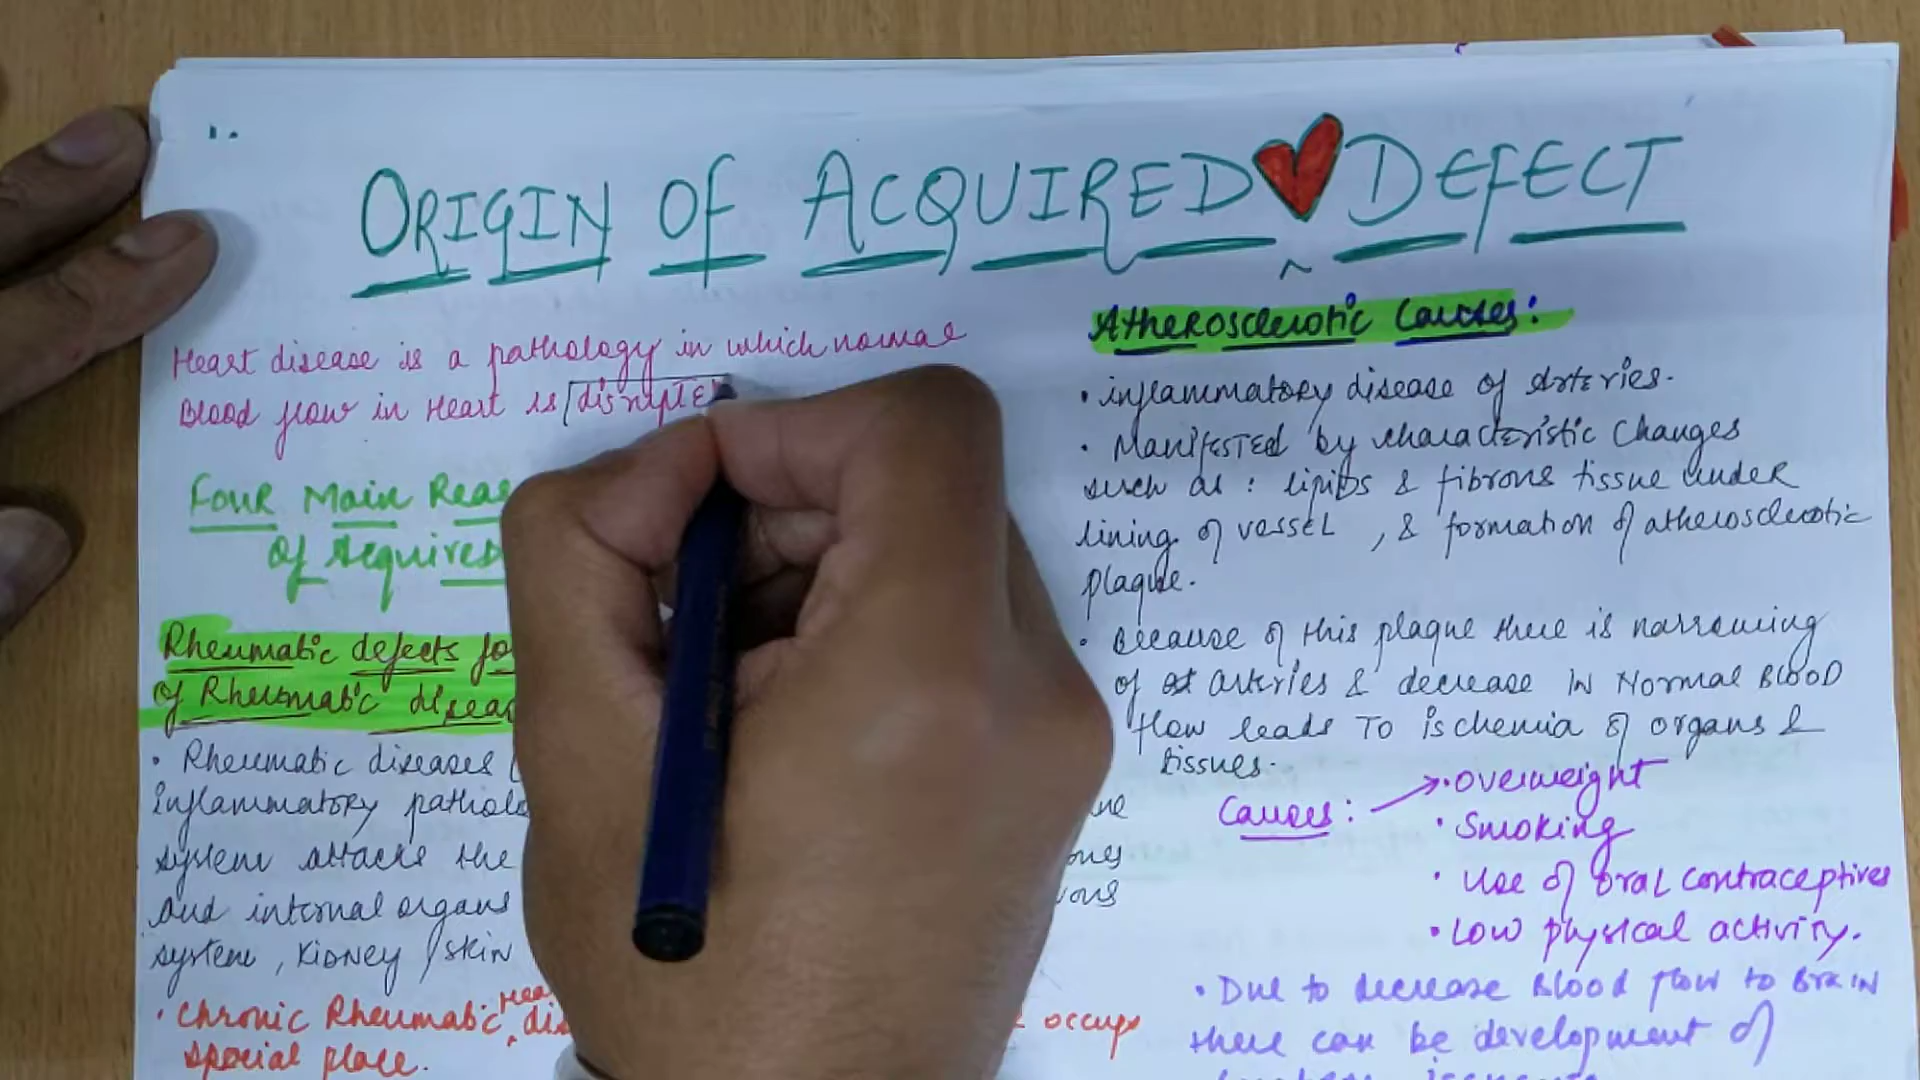 ORIGIN OF ACQUIRED DEFECT
Heart disease is a pathology in which normal
Blood flow in Heart is
Four Main
of Acquired
Rheumatic defects
of Rheumatic
• Rheumatic diseases
inflammatory
system attacks the
and internal organs
system, Kidney / skin
• Chronic Rheumatic
special place.
occupy
Atherosclerotic Causes:
• inflammatory disease of Arteries.
• Manifested by characteristic changes
such as : lipids & fibrous tissue under
lining of vessel , & formation of atherosclerotic
plaque.
• Because of this plaque there is narrowing
of arteries & decrease in Normal Blood
flow leads to ischemia of organs &
tissues.
Causes: → • Overweight
• Smoking
• Use of oral contraceptives
• Low physical activity.
• Due to decrease Blood flow to Brain
there can be development of